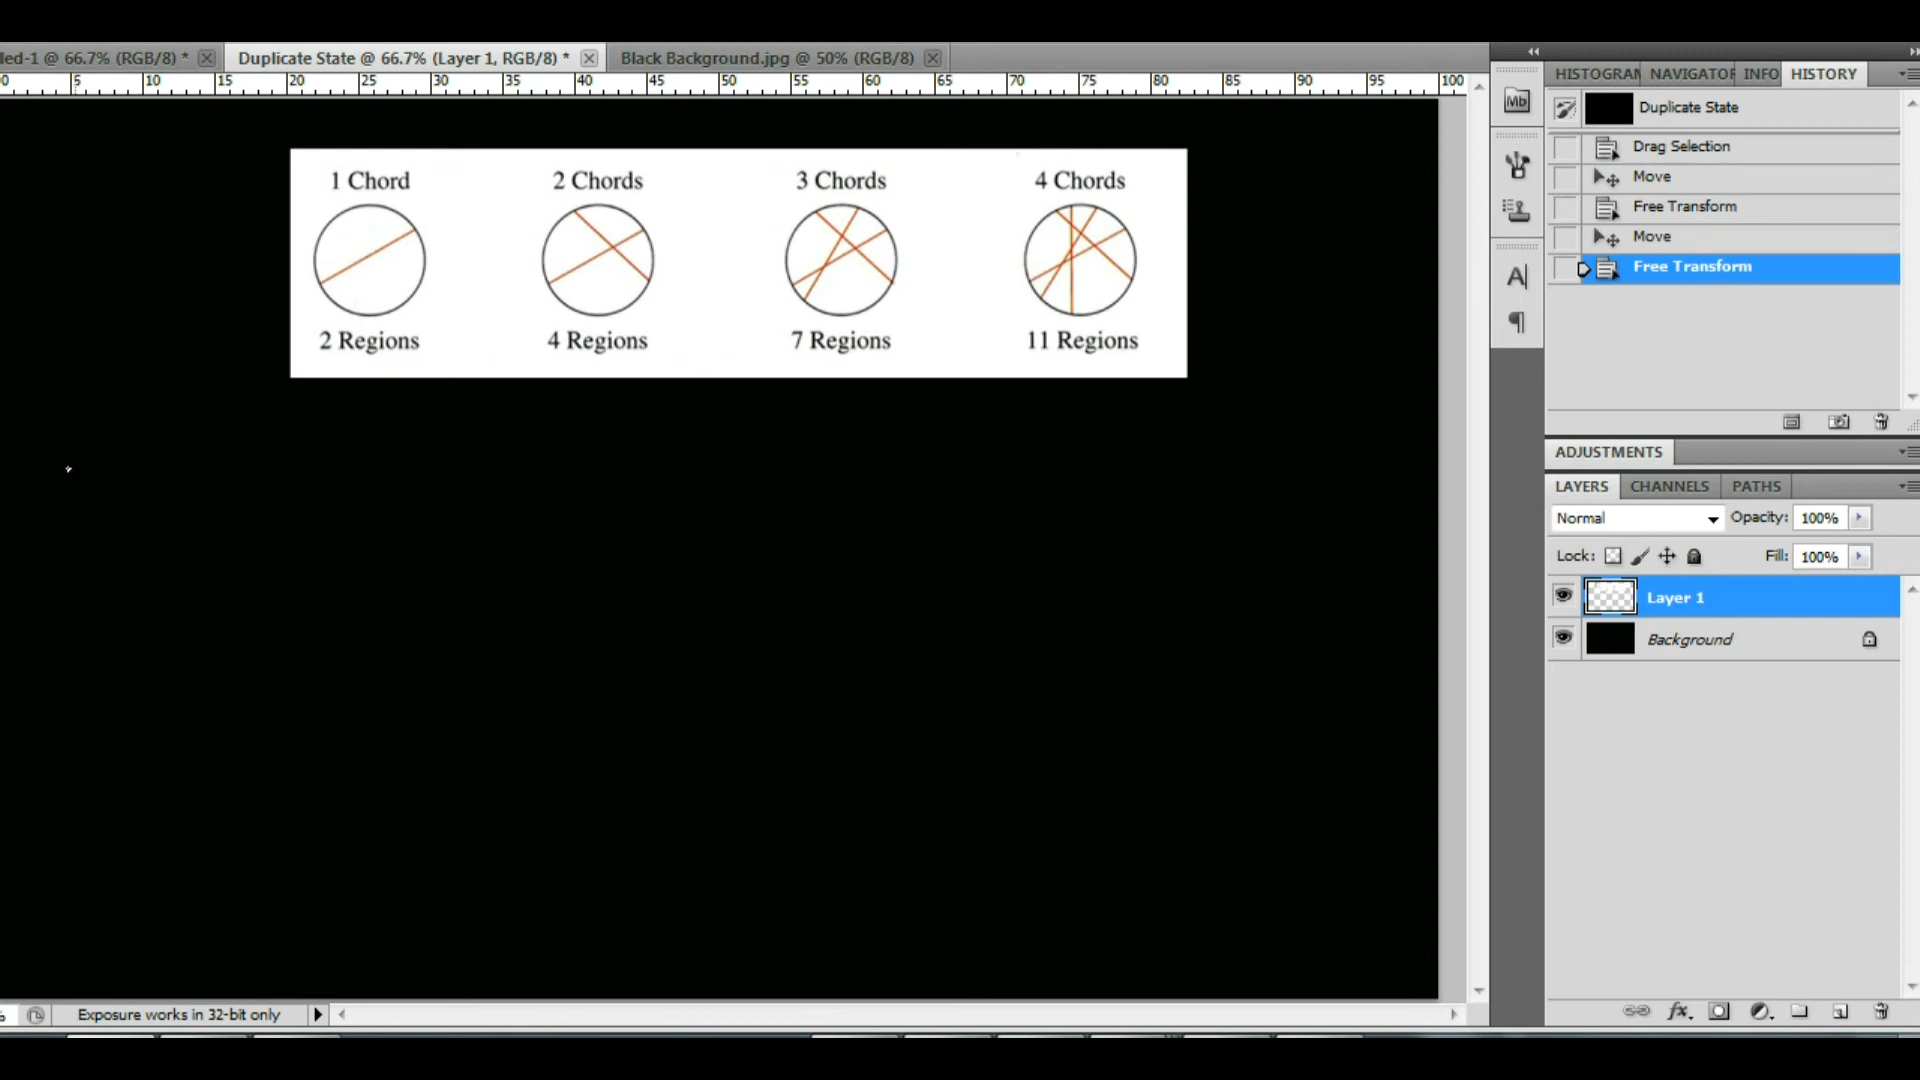 led-1 @ 66.7% (RGB/8) *
Duplicate State @ 66.7% (Layer 1, RGB/8) *
Black Background.jpg @ 50% (RGB/8)
5 10 15 20 25 30 35 40 45 50 55 60 65 70 75 80 85 90 95 100
1 Chord
2 Chords
3 Chords
4 Chords
2 Regions
4 Regions
7 Regions
11 Regions
Mb
A
HISTOGRAM NAVIGATOR INFO HISTORY
Duplicate State
Drag Selection
Move
Free Transform
Move
Free Transform
ADJUSTMENTS
LAYERS CHANNELS PATHS
Normal Opacity: 100%
Lock: Fill: 100%
Layer 1
Background
fx
Exposure works in 32-bit only